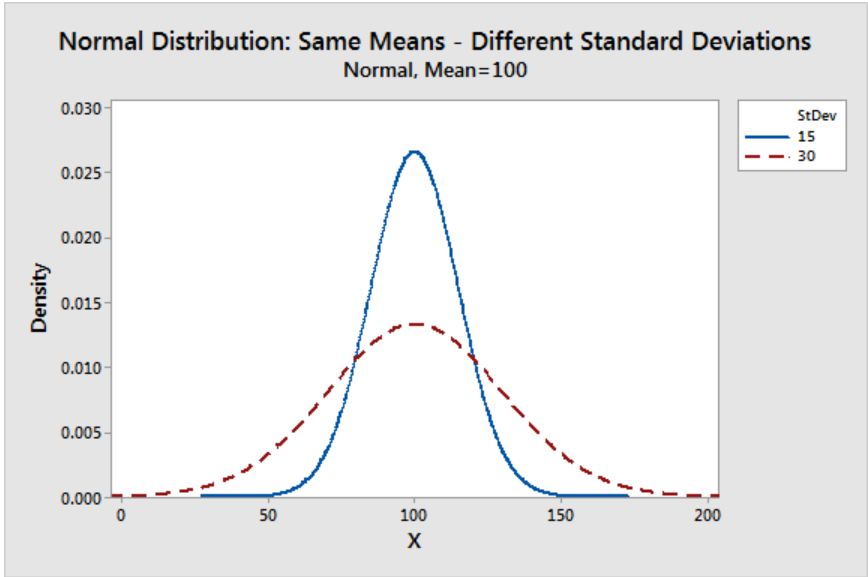 Normal Distribution: Same Means - Different Standard Deviations
Normal, Mean=100
StDev
15
30
Density
0.030
0.025
0.020
0.015
0.010
0.005
0.000
0 50 100 150 200
X